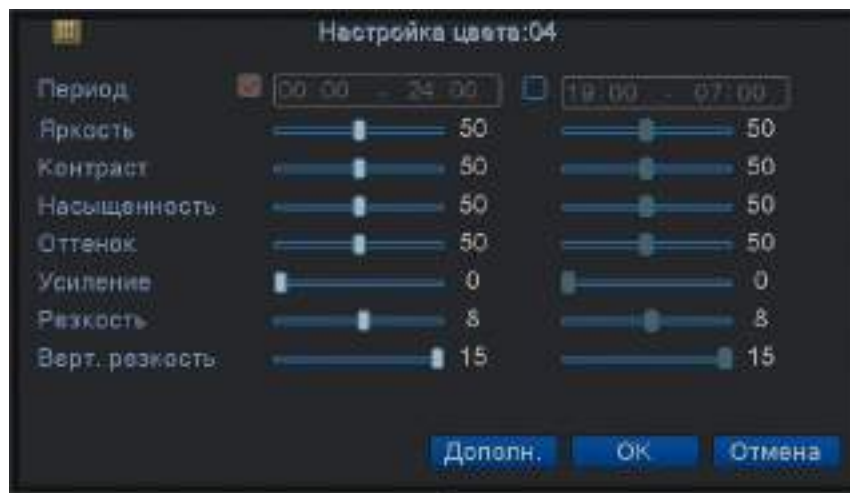 Настройка цвета:04
Период 00:00 - 24:00 19:00 - 07:00
Яркость 50 50
Контраст 50 50
Насыщенность 50 50
Оттенок 50 50
Усиление 0 0
Резкость 8 8
Верт. резкость 15 15
Дополн. OK Отмена